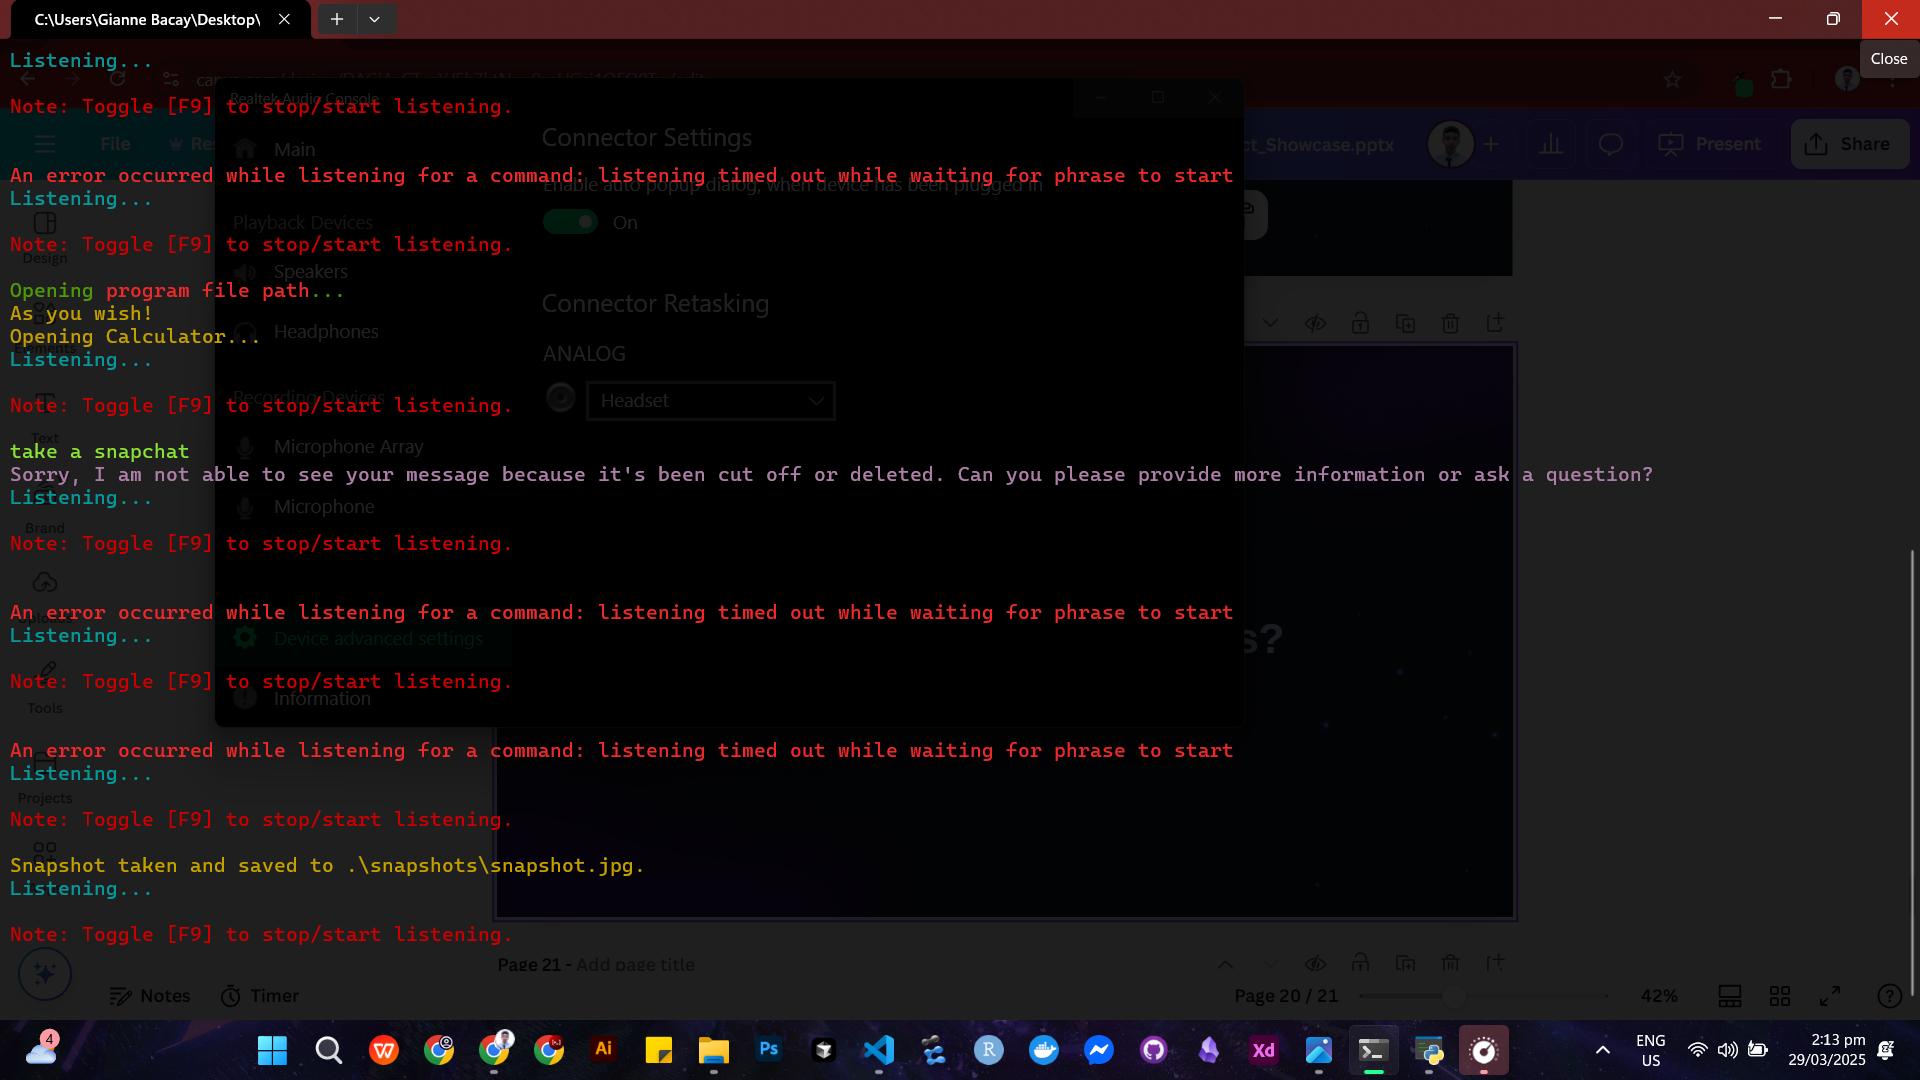 C:\Users\Gianne Bacay\Desktop\
Close
Listening...
Note: Toggle [F9] to stop/start listening.
An error occurred while listening for a command: listening timed out while waiting for phrase to start
Listening...
Note: Toggle [F9] to stop/start listening.
Opening program file path...
As you wish!
Opening Calculator...
Listening...
Note: Toggle [F9] to stop/start listening.
take a snapchat
Sorry, I am not able to see your message because it's been cut off or deleted. Can you please provide more information or ask a question?
Listening...
Note: Toggle [F9] to stop/start listening.
An error occurred while listening for a command: listening timed out while waiting for phrase to start
Listening...
Note: Toggle [F9] to stop/start listening.
An error occurred while listening for a command: listening timed out while waiting for phrase to start
Listening...
Note: Toggle [F9] to stop/start listening.
Snapshot taken and saved to .\snapshots\snapshot.jpg.
Listening...
Note: Toggle [F9] to stop/start listening.
Realtek Audio Console
Main
Playback Devices
Speakers
Headphones
Recording Devices
Microphone Array
Microphone
Device advanced settings
Information
Connector Settings
Enable auto popup dialog, when device has been plugged in
On
Connector Retasking
ANALOG
Headset
File
ct_Showcase.pptx
Present
Share
Design
Elements
Text
Brand
Uploads
Tools
Projects
s?
Page 21 - Add page title
Notes
Timer
Page 20 / 21
42%
4
Ai
Ps
R
Xd
ENG
US
2:13 pm
29/03/2025